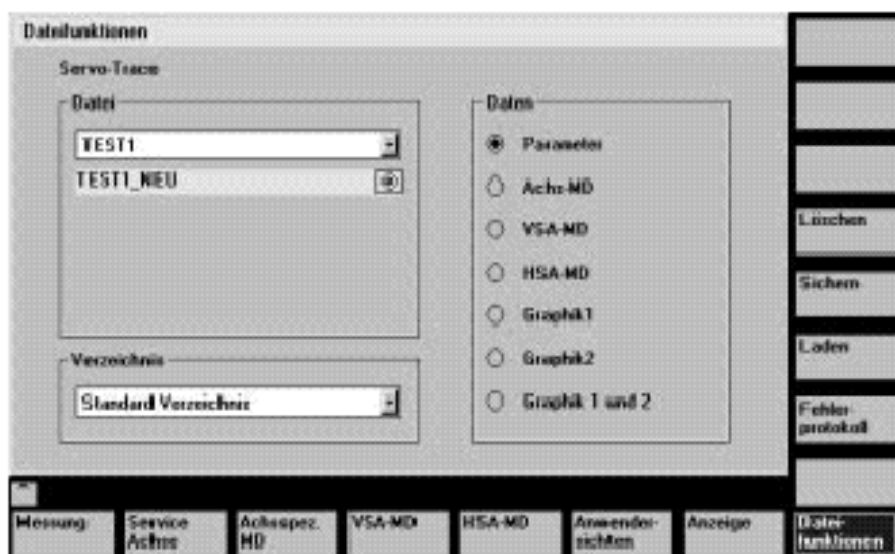 Dateifunktionen
Servo-Trace
Datei
TEST1
TEST1_NEU
Verzeichnis
Standard Verzeichnis
Daten
Parameter
Achs-MD
VSA-MD
HSA-MD
Graphik1
Graphik2
Graphik 1 und 2
Löschen
Sichern
Laden
Fehler-
protokoll
Messung
Service
Achse
Achsspez.
MD
VSA-MD
HSA-MD
Anwender-
sichten
Anzeige
Datei-
funktionen